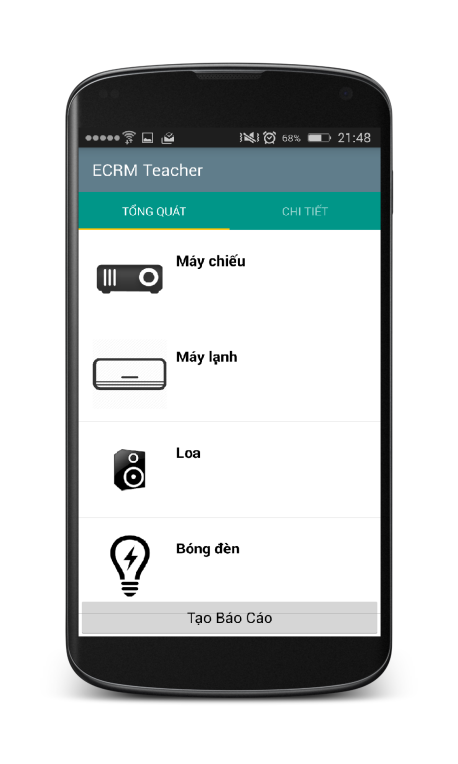 68% 21:48
ECRM Teacher
TỔNG QUÁT CHI TIẾT
Máy chiếu
Máy lạnh
Loa
Bóng đèn
Tạo Báo Cáo